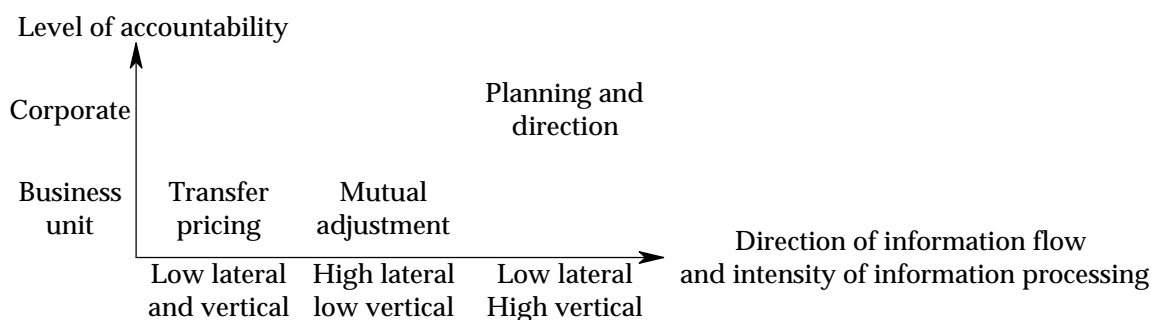 Level of accountability
Corporate
Planning and
direction
Business
unit
Transfer
pricing
Mutual
adjustment
Direction of information flow
and intensity of information processing
Low lateral
and vertical
High lateral
low vertical
Low lateral
High vertical